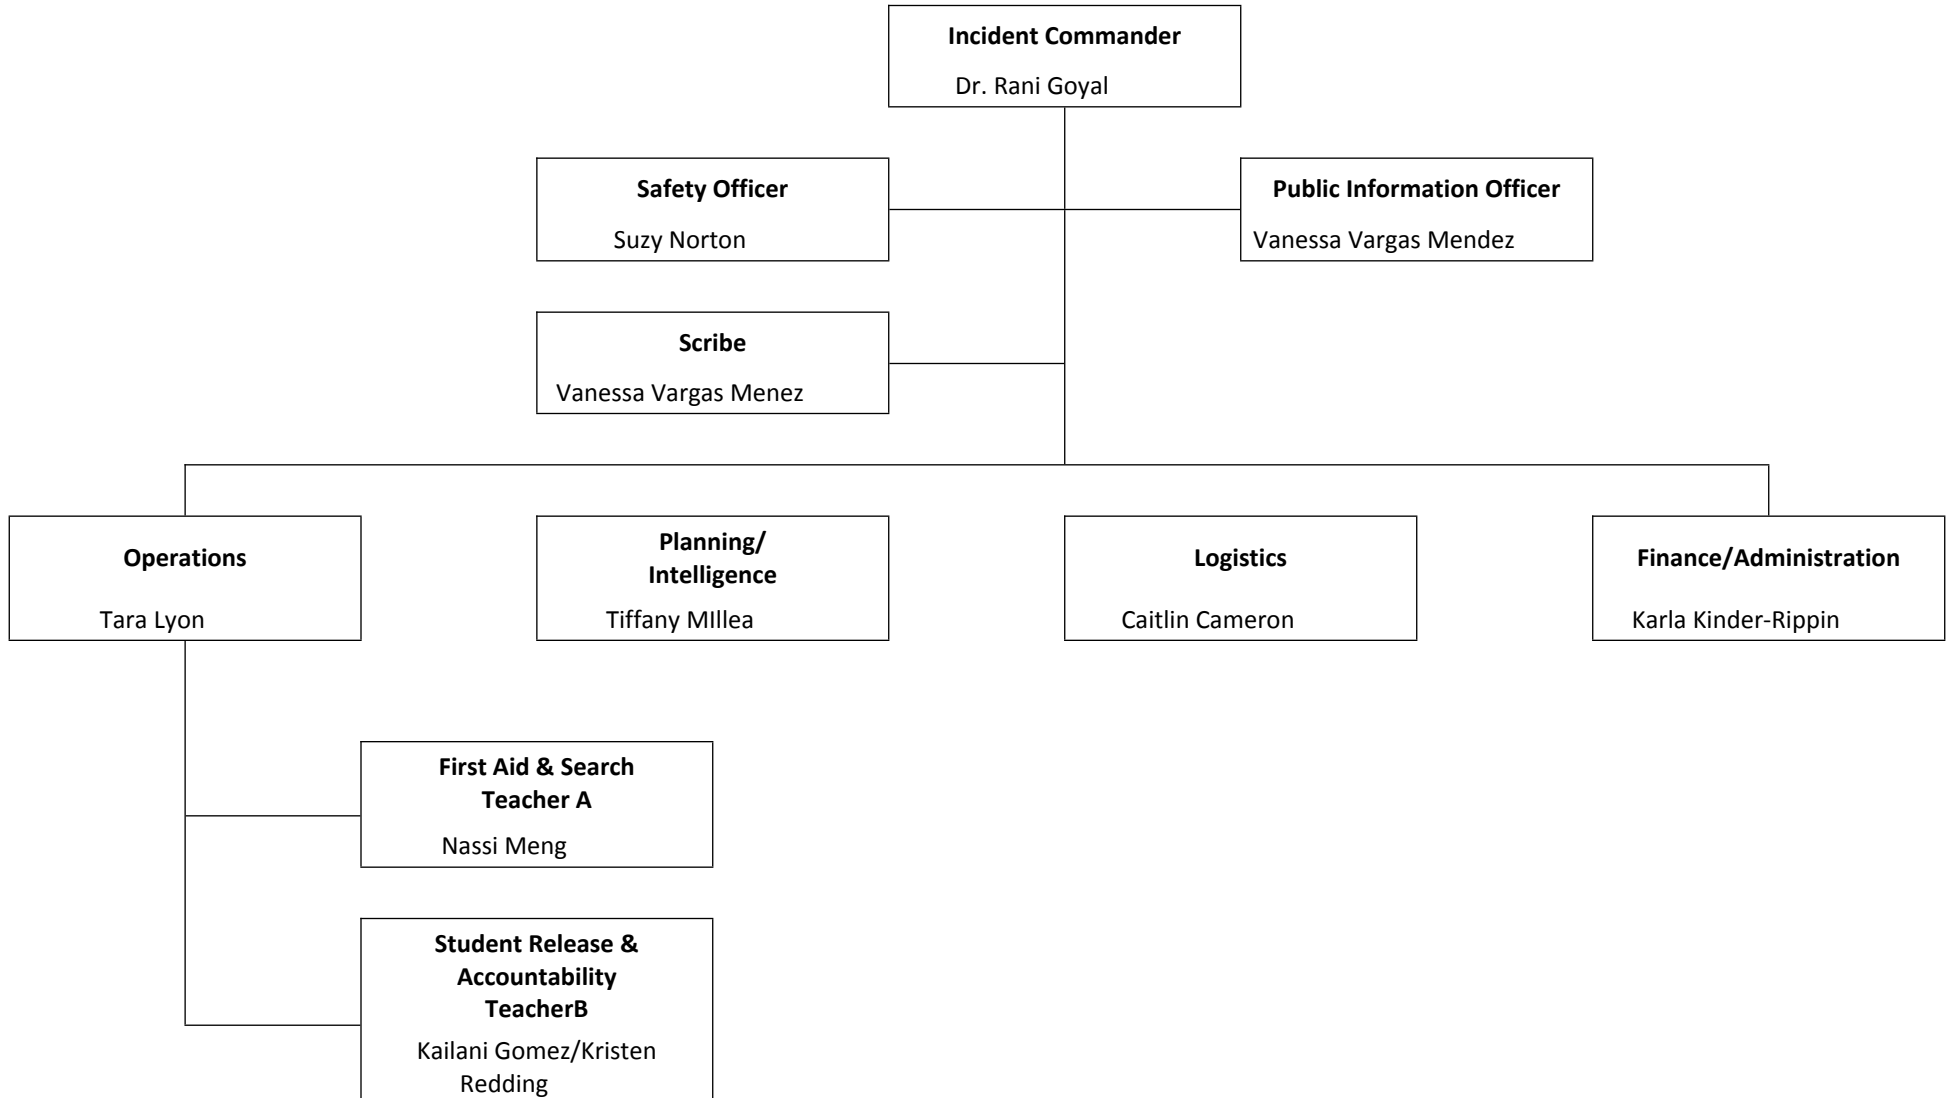 Incident Commander
Dr. Rani Goyal
Safety Officer
Suzy Norton
Public Information Officer
Vanessa Vargas Mendez
Scribe
Vanessa Vargas Menez
Operations
Tara Lyon
Planning/
Intelligence
Tiffany MIllea
Logistics
Caitlin Cameron
Finance/Administration
Karla Kinder-Rippin
First Aid & Search
Teacher A
Nassi Meng
Student Release &
Accountability
TeacherB
Kailani Gomez/Kristen
Redding